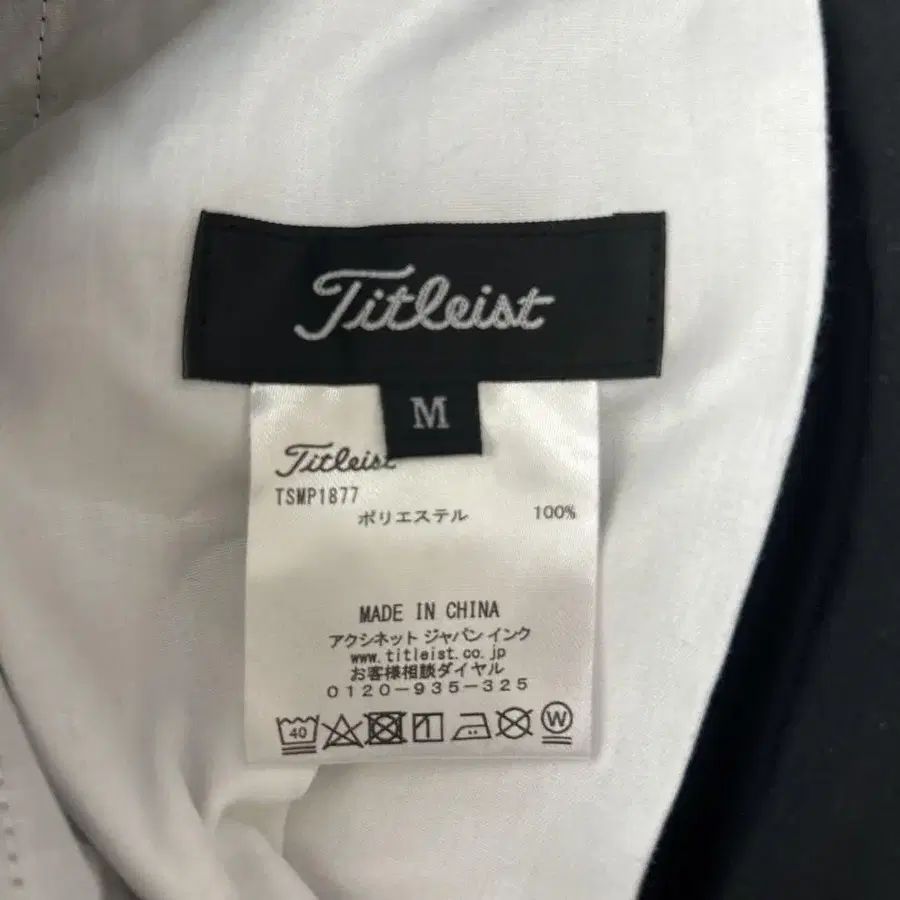 Titleist
M
Titleist
TSMP1877
ポリエステル 100%
MADE IN CHINA
アクシネット ジャパン インク
www.titleist.co.jp
お客様相談ダイヤル
0120-935-325
40
W